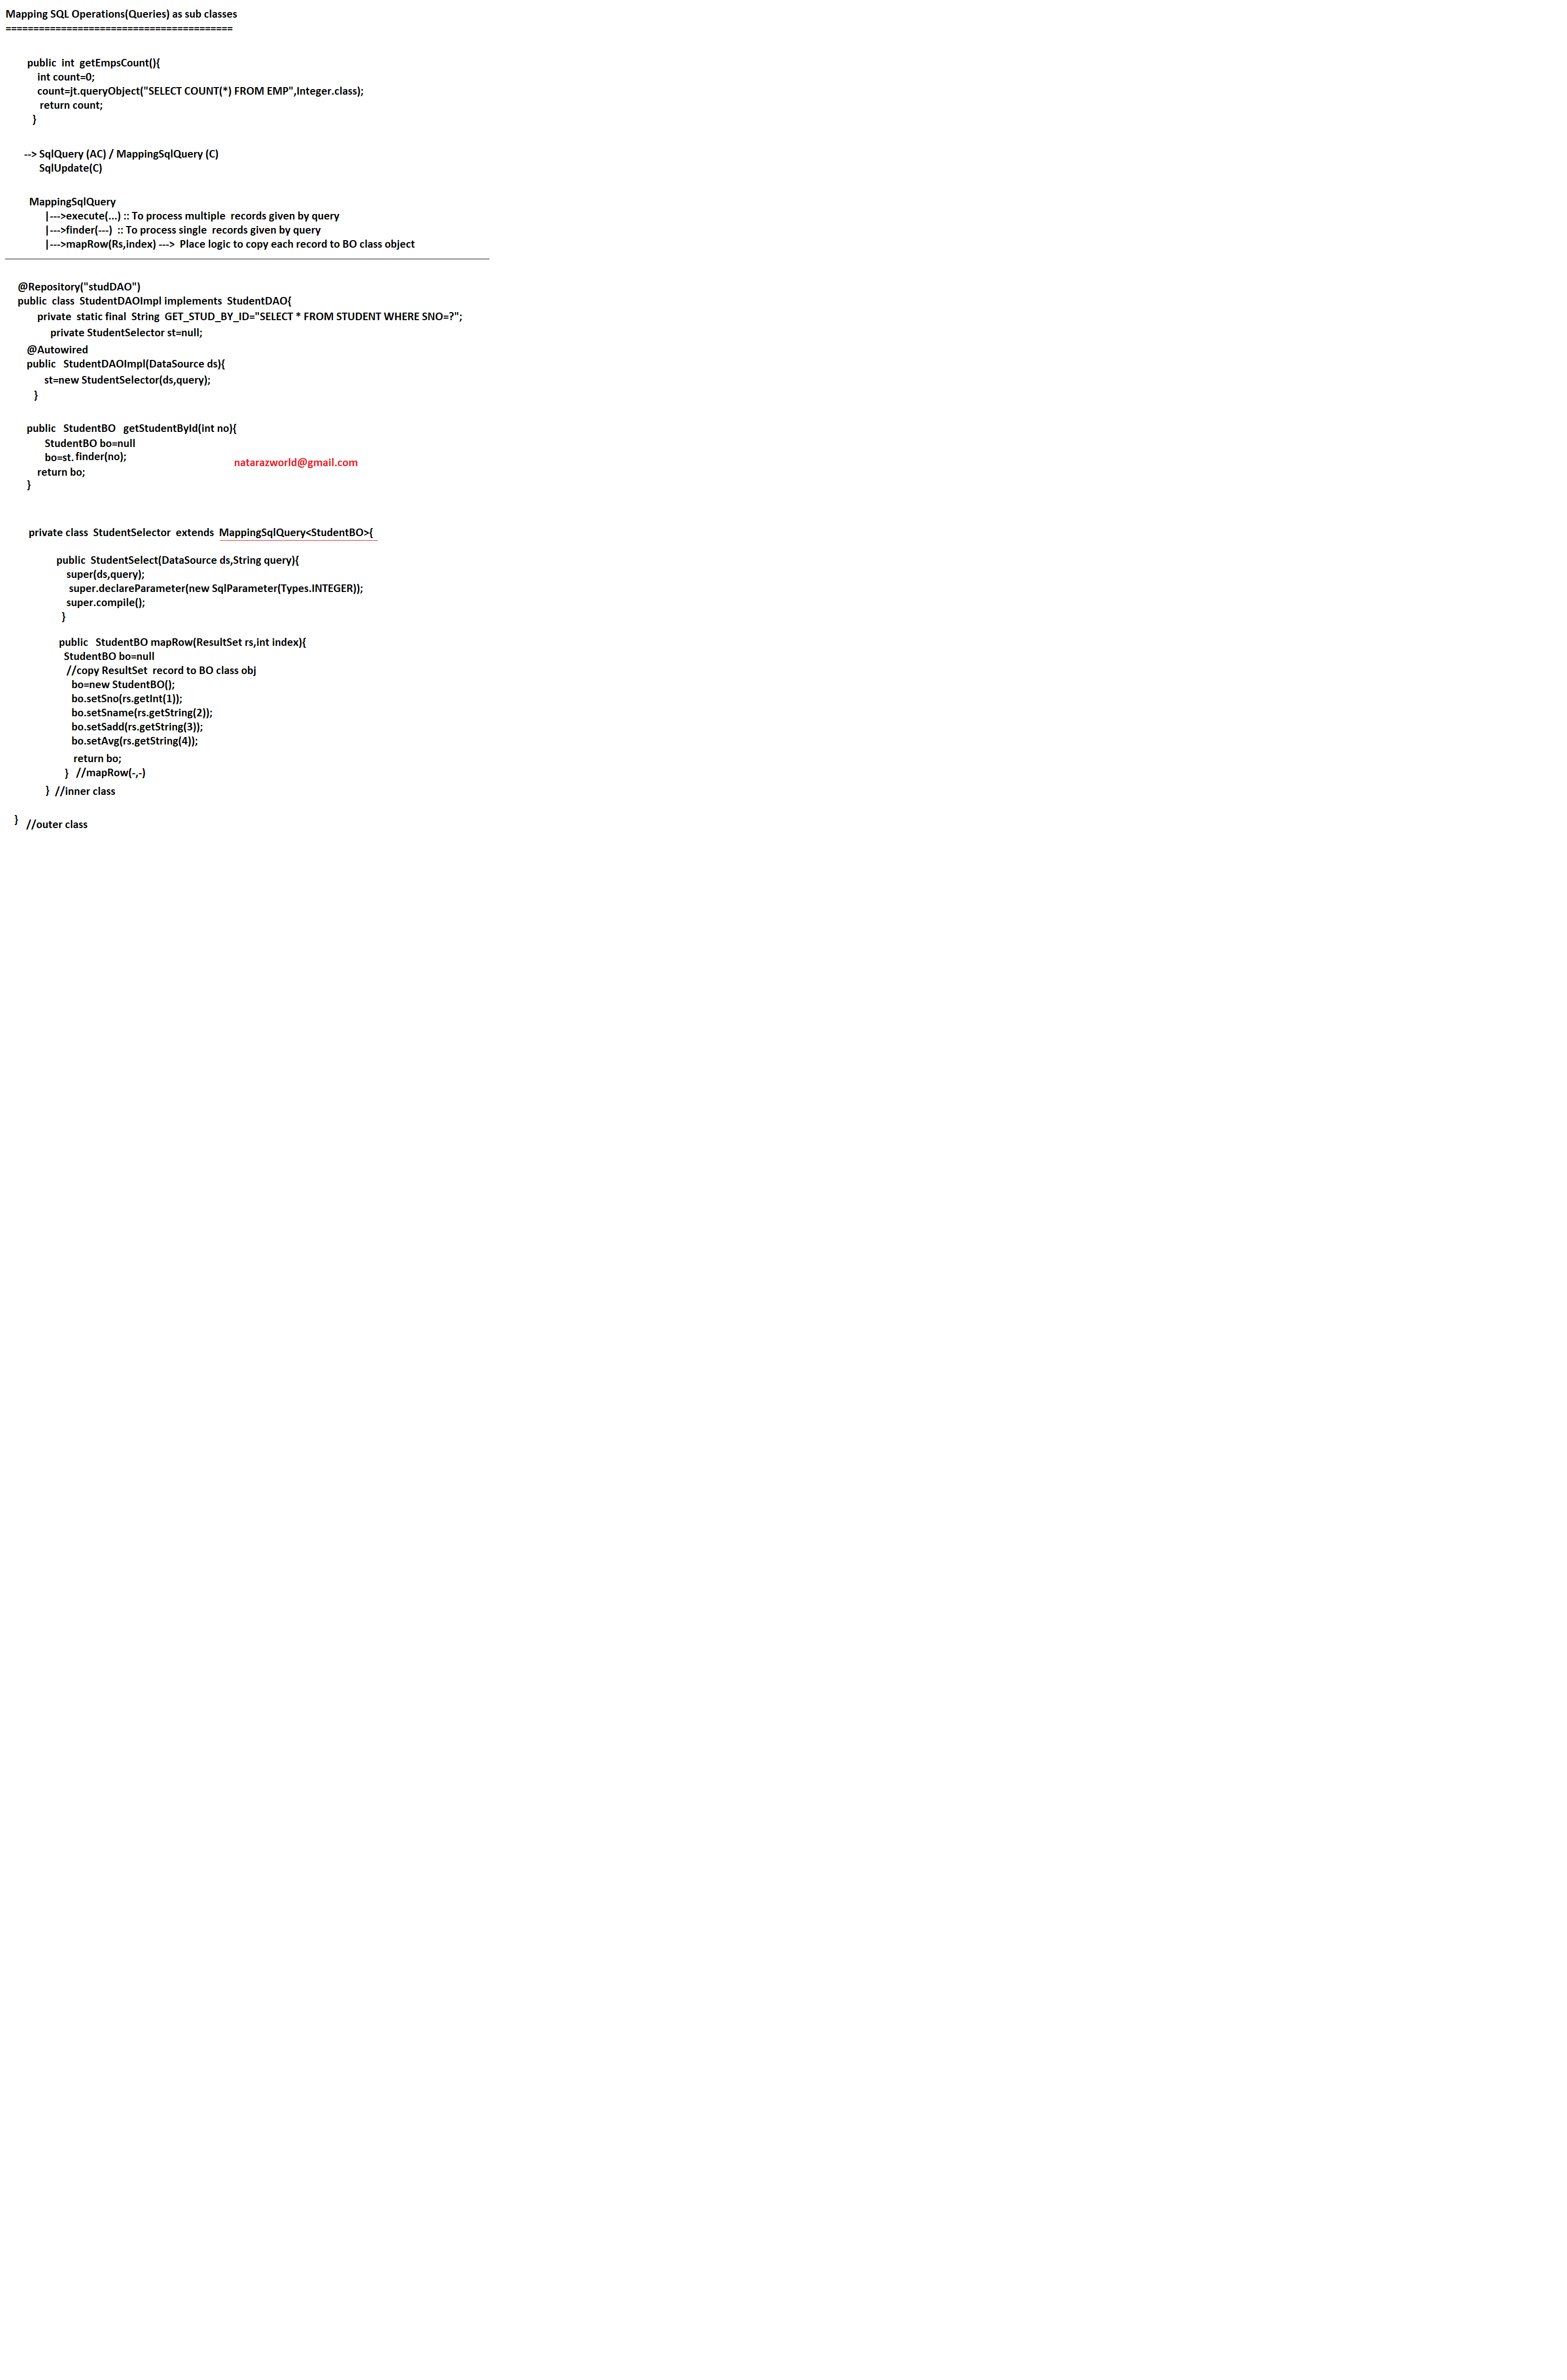 Mapping SQL Operations(Queries) as sub classes
=========================================
public  int  getEmpsCount(){
int count=0;
count=jt.queryObject("SELECT COUNT(*) FROM EMP",Integer.class);
return count;
}
--> SqlQuery (AC) / MappingSqlQuery (C)
SqlUpdate(C)
MappingSqlQuery
|--->execute(...) :: To process multiple  records given by query
|--->finder(---)  :: To process single  records given by query
|--->mapRow(Rs,index) --->  Place logic to copy each record to BO class object
@Repository("studDAO")
public  class  StudentDAOImpl implements  StudentDAO{
private  static final  String  GET_STUD_BY_ID="SELECT * FROM STUDENT WHERE SNO=?";
private StudentSelector st=null;
@Autowired
public   StudentDAOImpl(DataSource ds){
st=new StudentSelector(ds,query);
}
public   StudentBO   getStudentById(int no){
StudentBO bo=null
bo=st. finder(no);
natarazworld@gmail.com
return bo;
}
private class  StudentSelector  extends  MappingSqlQuery<StudentBO>{
public  StudentSelect(DataSource ds,String query){
super(ds,query);
super.declareParameter(new SqlParameter(Types.INTEGER));
super.compile();
}
public   StudentBO mapRow(ResultSet rs,int index){
StudentBO bo=null
//copy ResultSet  record to BO class obj
bo=new StudentBO();
bo.setSno(rs.getInt(1));
bo.setSname(rs.getString(2));
bo.setSadd(rs.getString(3));
bo.setAvg(rs.getString(4));
return bo;
}   //mapRow(-,-)
}  //inner class
}   //outer class